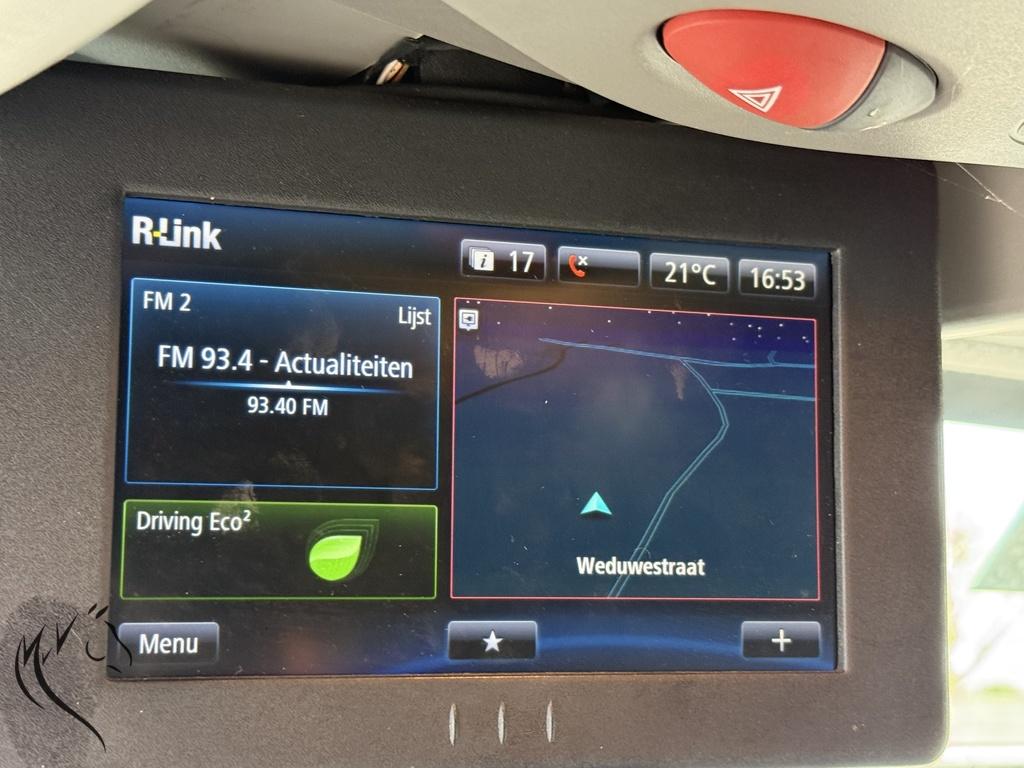 R-Link
17
21°C
16:53
FM 2
Lijst
FM 93.4 - Actualiteiten
93.40 FM
Driving Eco²
Weduwestraat
Menu